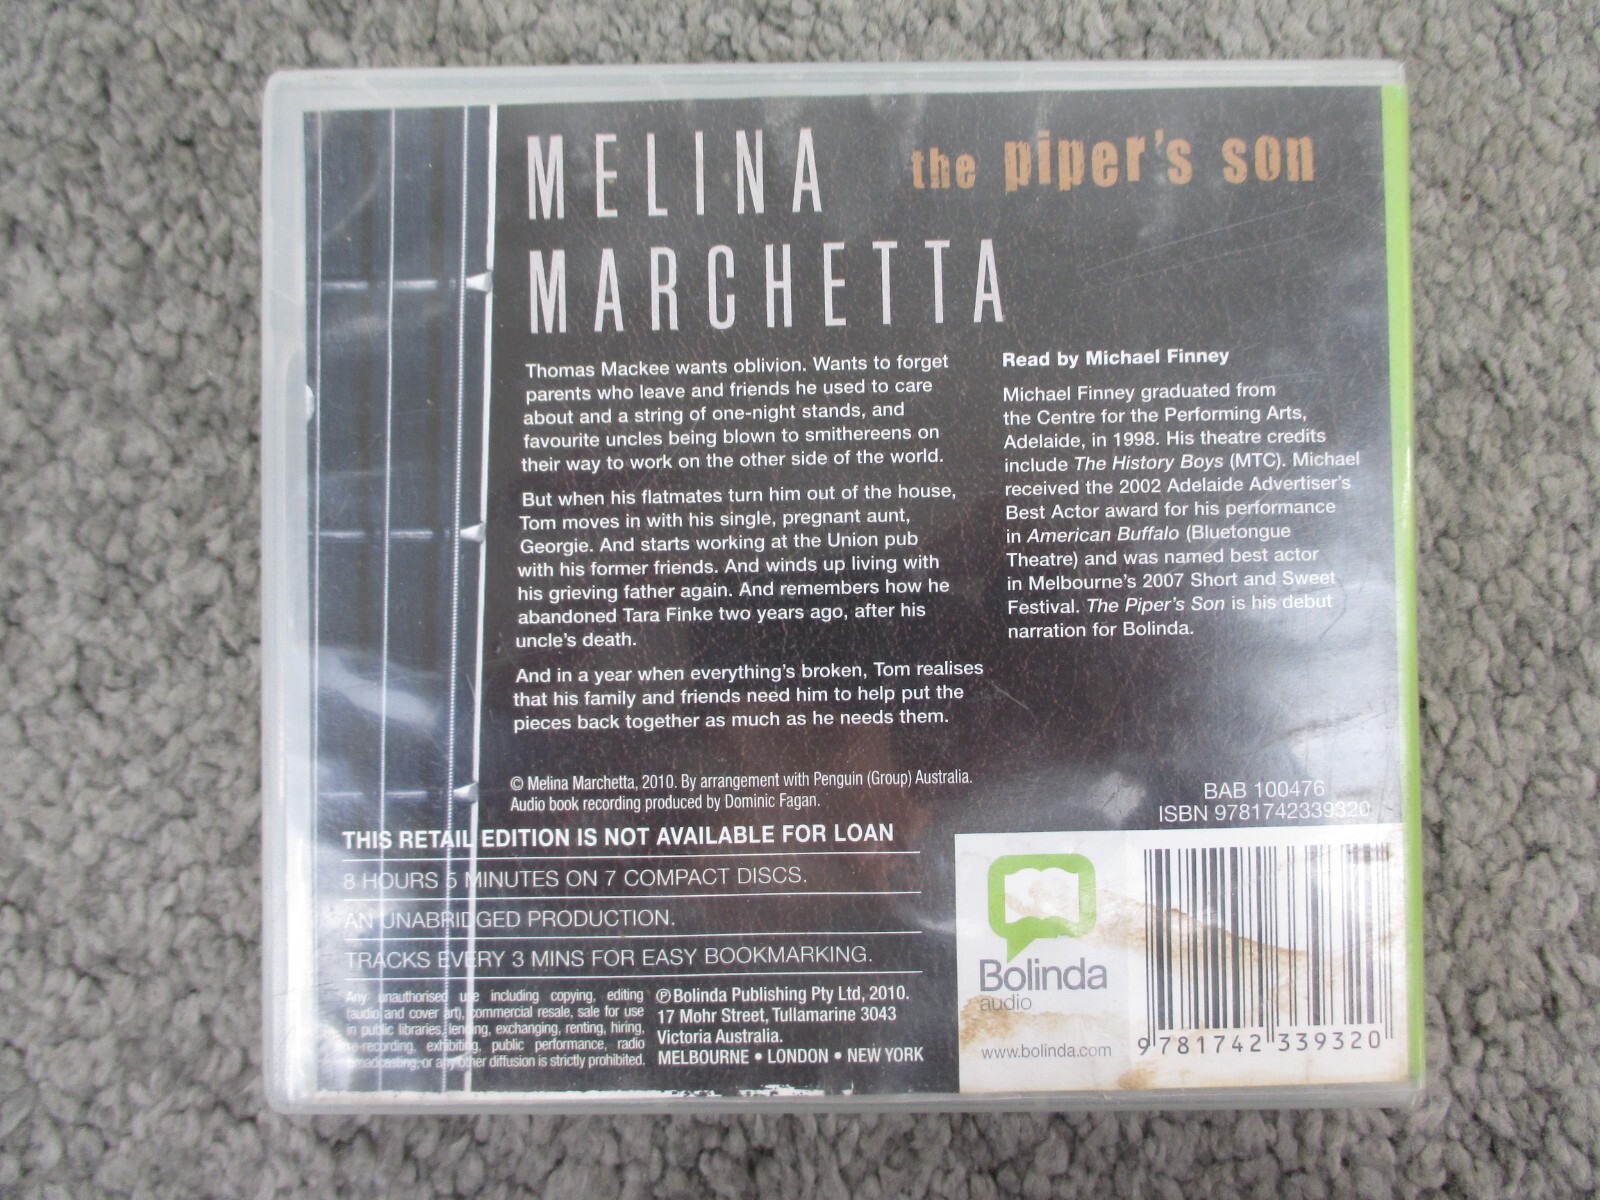 MELINA
MARCHETTA
the piper's son
Thomas Mackee wants oblivion. Wants to forget
parents who leave and friends he used to care
about and a string of one-night stands, and
favourite uncles being blown to smithereens on
their way to work on the other side of the world.
But when his flatmates turn him out of the house,
Tom moves in with his single, pregnant aunt,
Georgie. And starts working at the Union pub
with his former friends. And winds up living with
his grieving father again. And remembers how he
abandoned Tara Finke two years ago, after his
uncle's death.
And in a year when everything's broken, Tom realises
that his family and friends need him to help put the
pieces back together as much as he needs them.
Read by Michael Finney
Michael Finney graduated from
the Centre for the Performing Arts,
Adelaide, in 1998. His theatre credits
include The History Boys (MTC). Michael
received the 2002 Adelaide Advertiser's
Best Actor award for his performance
in American Buffalo (Bluetongue
Theatre) and was named best actor
in Melbourne's 2007 Short and Sweet
Festival. The Piper's Son is his debut
narration for Bolinda.
© Melina Marchetta, 2010. By arrangement with Penguin (Group) Australia.
Audio book recording produced by Dominic Fagan.
THIS RETAIL EDITION IS NOT AVAILABLE FOR LOAN
8 HOURS 5 MINUTES ON 7 COMPACT DISCS.
AN UNABRIDGED PRODUCTION.
TRACKS EVERY 3 MINS FOR EASY BOOKMARKING.
Any unauthorised use including copying, editing
(audio and cover art), commercial resale, sale for use
in public libraries, lending, exchanging, renting, hiring,
re-recording, exhibiting, public performance, radio
broadcasting, or any other diffusion is strictly prohibited.
℗ Bolinda Publishing Pty Ltd, 2010.
17 Mohr Street, Tullamarine 3043
Victoria Australia.
MELBOURNE • LONDON • NEW YORK
BAB 100476
ISBN 9781742339320
Bolinda
audio
www.bolinda.com
9 781742 339320